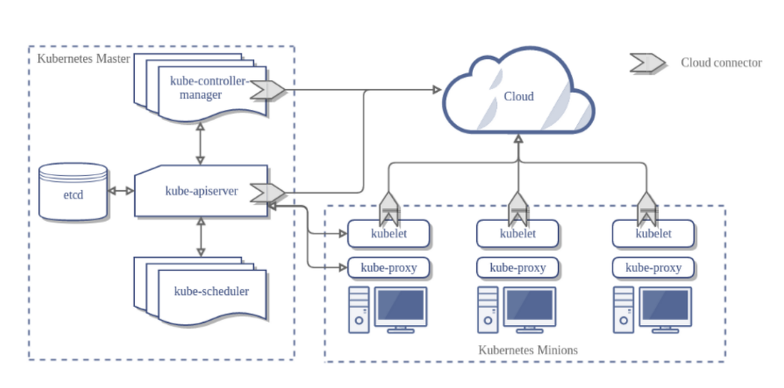 Kubernetes Master
kube-controller-
manager
Cloud
Cloud connector
etcd
kube-apiserver
kube-scheduler
kubelet
kubelet
kubelet
kube-proxy
kube-proxy
kube-proxy
Kubernetes Minions